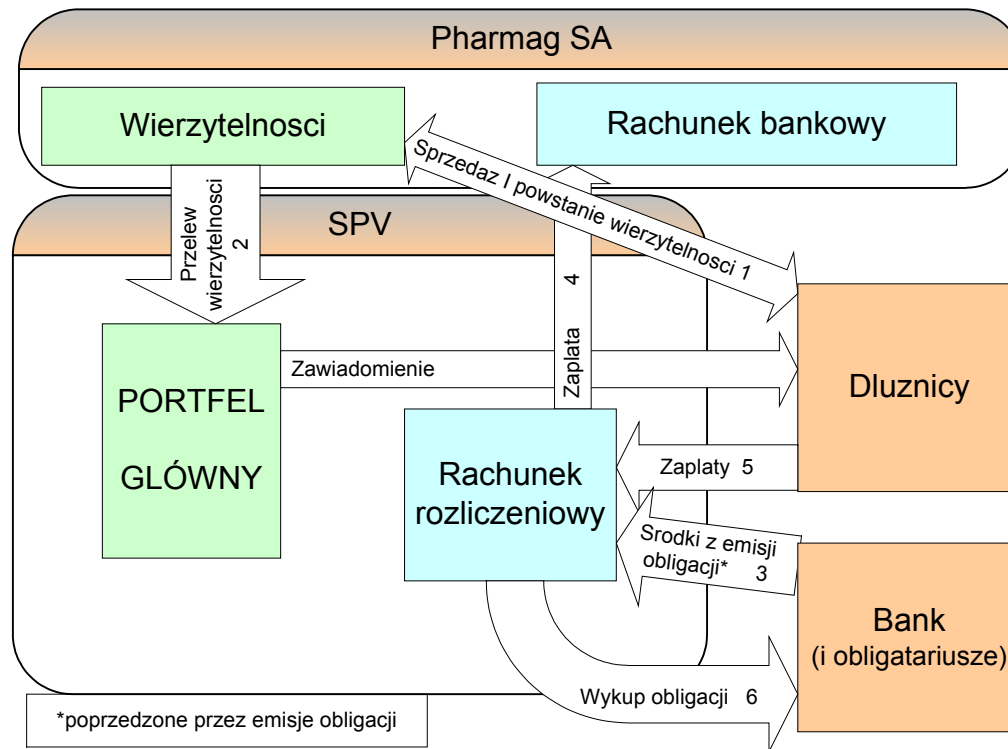 Pharmag SA
Wierzytelnosci
Rachunek bankowy
Sprzedaz I powstanie wierzytelnosci 1
SPV
Przelew
wierzytelnosci
2
Zaplata 4
PORTFEL
GLÓWNY
Zawiadomienie
Dluznicy
Rachunek
rozliczeniowy
Zaplaty 5
Srodki z emisji
obligacji* 3
Bank
(i obligatariusze)
Wykup obligacji 6
*poprzedzone przez emisje obligacji